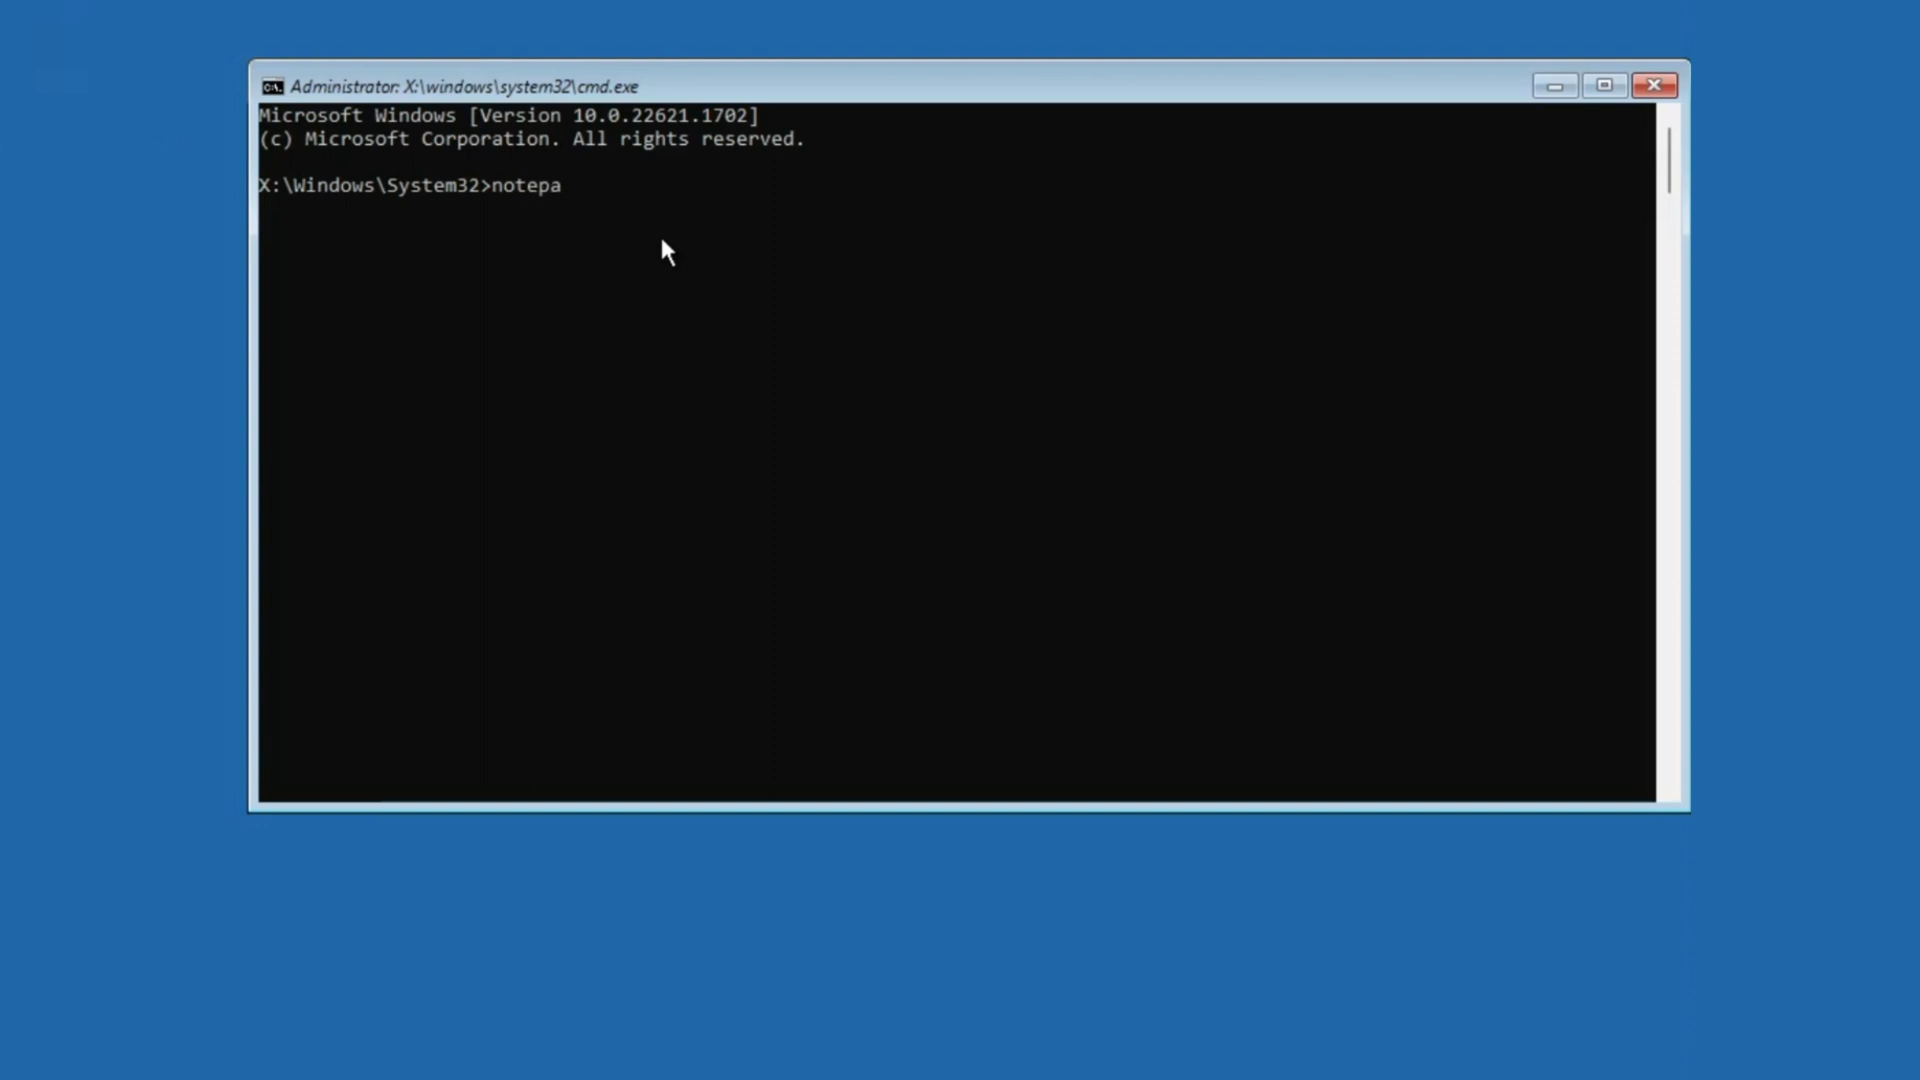 Administrator: X:\windows\system32\cmd.exe
Microsoft Windows [Version 10.0.22621.1702]
(c) Microsoft Corporation. All rights reserved.
X:\Windows\System32>notepa